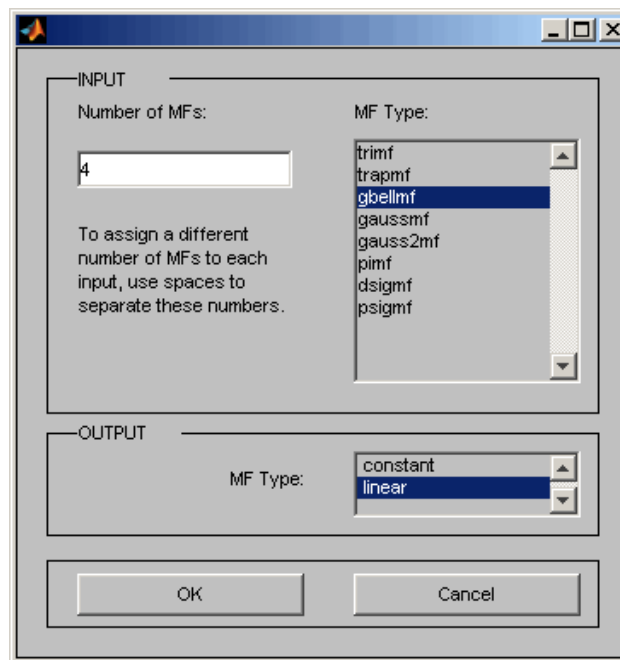 INPUT
Number of MFs:
4
To assign a different
number of MFs to each
input, use spaces to
separate these numbers.
MF Type:
trimf
trapmf
gbellmf
gaussmf
gauss2mf
pimf
dsigmf
psigmf
OUTPUT
MF Type:
constant
linear
OK
Cancel